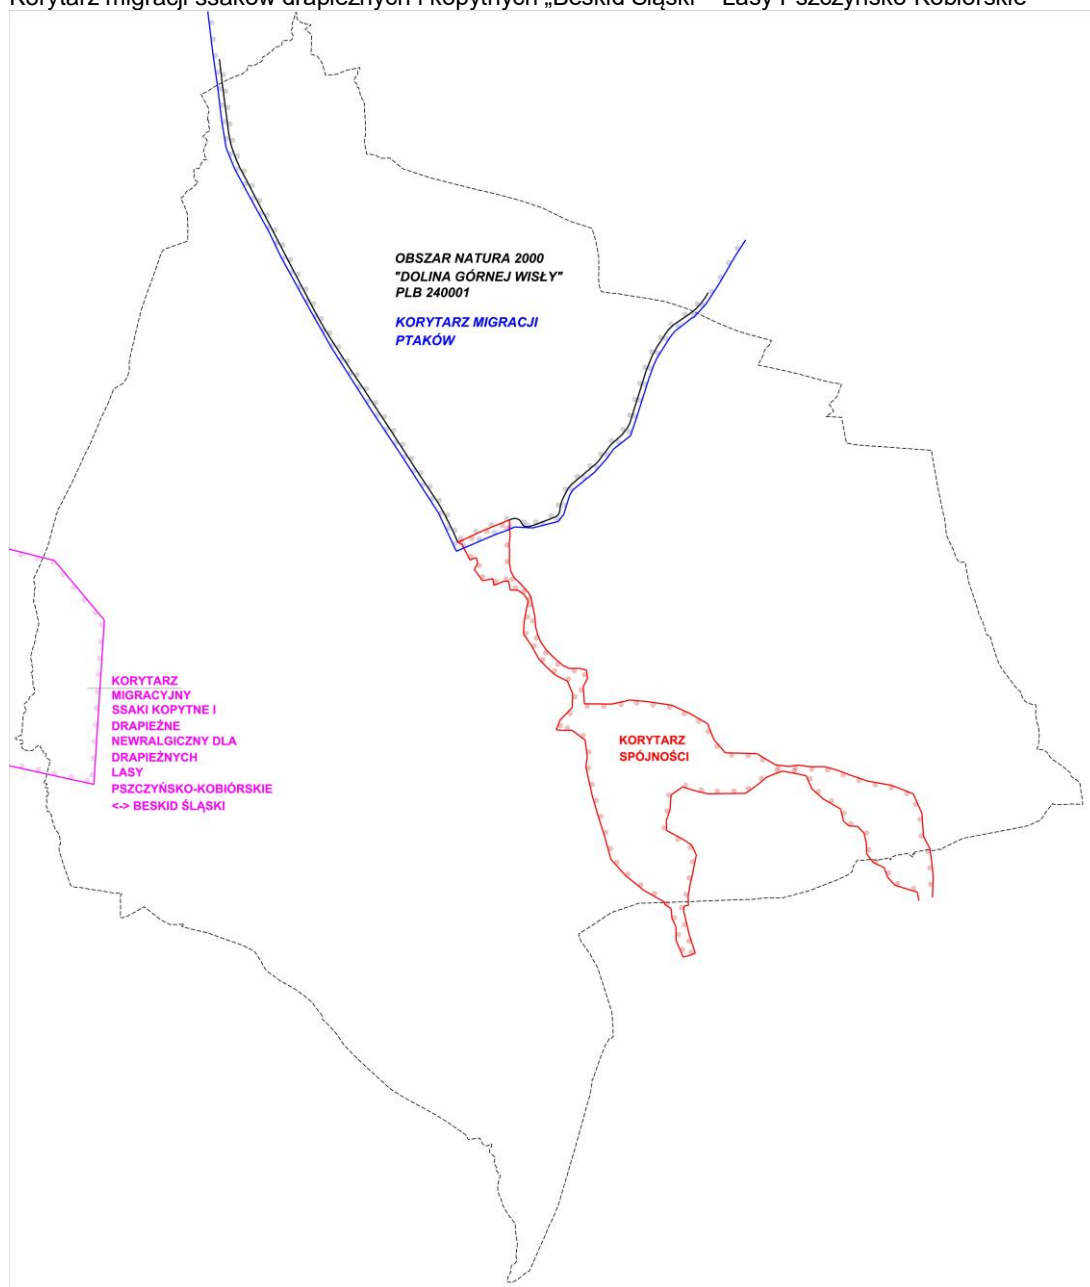 Korytarz migracji ssaków drapieżnych i kopytnych „Beskid Śląski – Lasy Pszczyńsko-Kobiórskie”
OBSZAR NATURA 2000
"DOLINA GÓRNEJ WISŁY"
PLB 240001
KORYTARZ MIGRACJI
PTAKÓW
KORYTARZ
MIGRACYJNY
SSAKI KOPYTNE I
DRAPIEŻNE
NEWRALGICZNY DLA
DRAPIEŻNYCH
LASY
PSZCZYŃSKO-KOBIÓRSKIE
<-> BESKID ŚLĄSKI
KORYTARZ
SPÓJNOŚCI